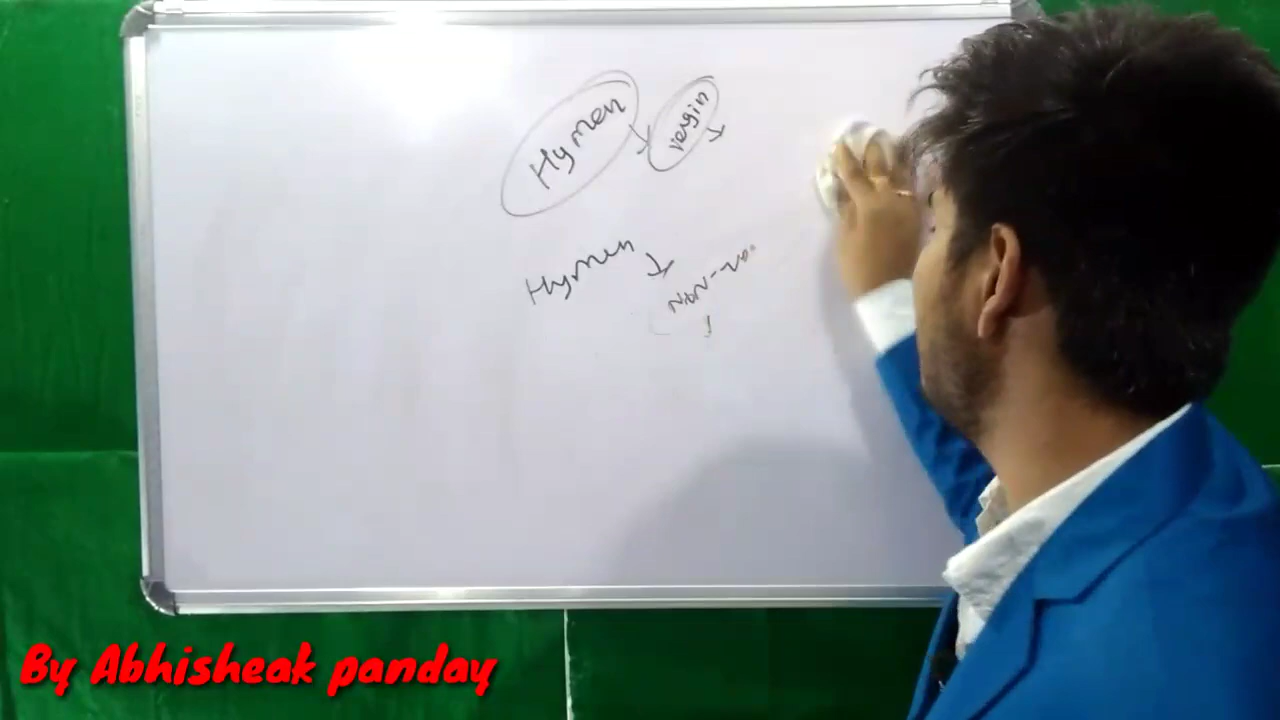 Hymen → vergin
Hymen → Non-
By Abhisheak panday